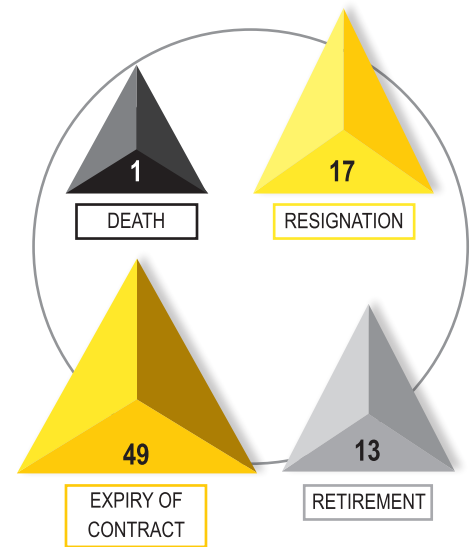 1
DEATH
17
RESIGNATION
49
EXPIRY OF
CONTRACT
13
RETIREMENT